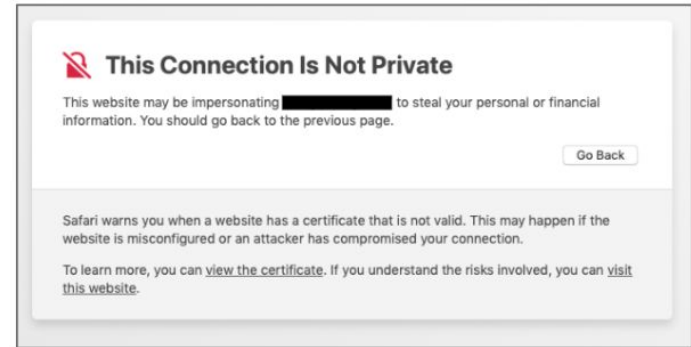 This Connection Is Not Private
This website may be impersonating to steal your personal or financial
information. You should go back to the previous page.
Go Back
Safari warns you when a website has a certificate that is not valid. This may happen if the
website is misconfigured or an attacker has compromised your connection.
To learn more, you can view the certificate. If you understand the risks involved, you can visit
this website.